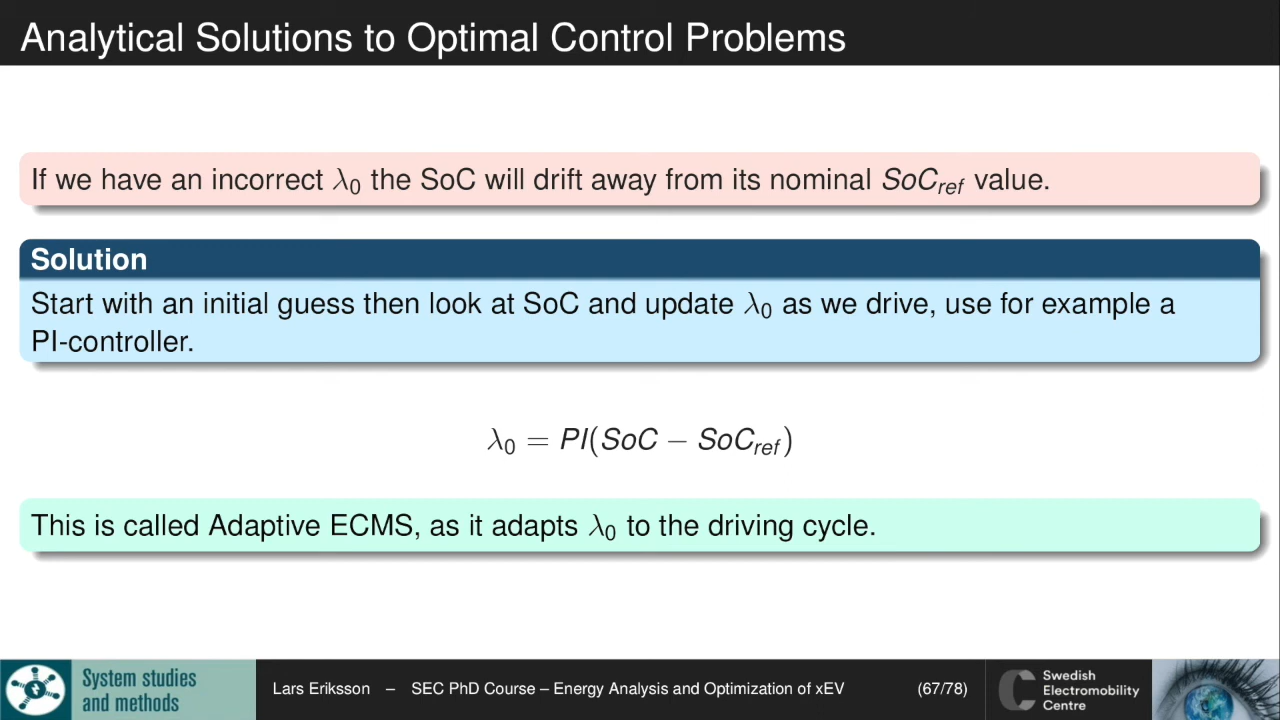 Analytical Solutions to Optimal Control Problems
If we have an incorrect λ₀ the SoC will drift away from its nominal SoC_ref value.
Solution
Start with an initial guess then look at SoC and update λ₀ as we drive, use for example a
PI-controller.
λ₀ = PI(SoC − SoC_ref)
This is called Adaptive ECMS, as it adapts λ₀ to the driving cycle.
System studies
and methods
Lars Eriksson – SEC PhD Course – Energy Analysis and Optimization of xEV (67/78)
Swedish
Electromobility
Centre